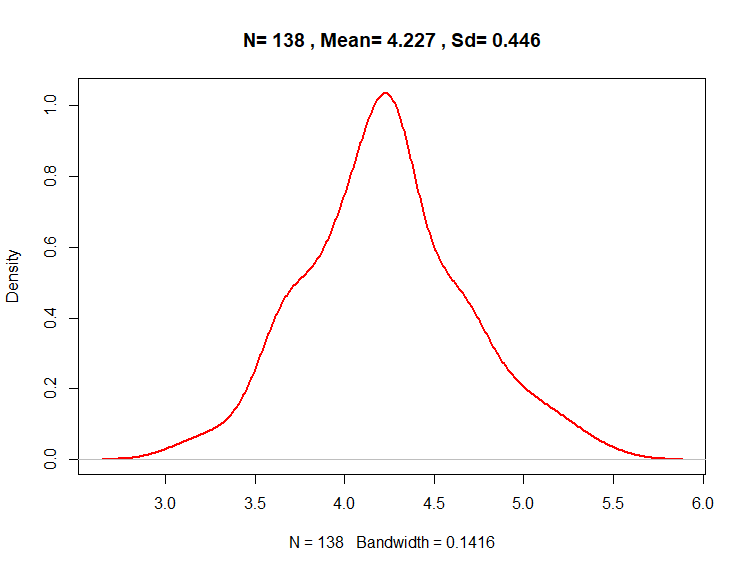 N= 138 , Mean= 4.227 , Sd= 0.446
Density
1.0
0.8
0.6
0.4
0.2
0.0
3.0 3.5 4.0 4.5 5.0 5.5 6.0
N = 138 Bandwidth = 0.1416